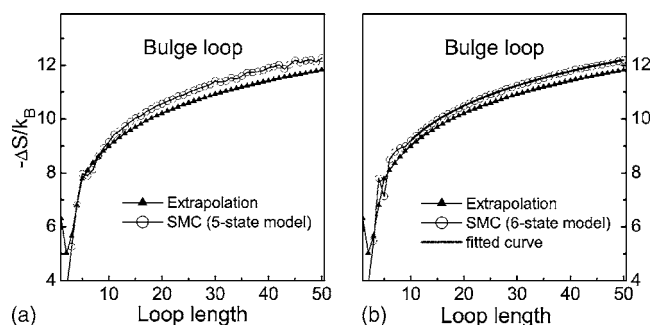 Bulge loop
-ΔS/k_B
12
10
8
6
4
Extrapolation
SMC (5-state model)
0 10 20 30 40 50
(a) Loop length
Bulge loop
12
10
8
6
4
Extrapolation
SMC (6-state model)
fitted curve
0 10 20 30 40 50
(b) Loop length